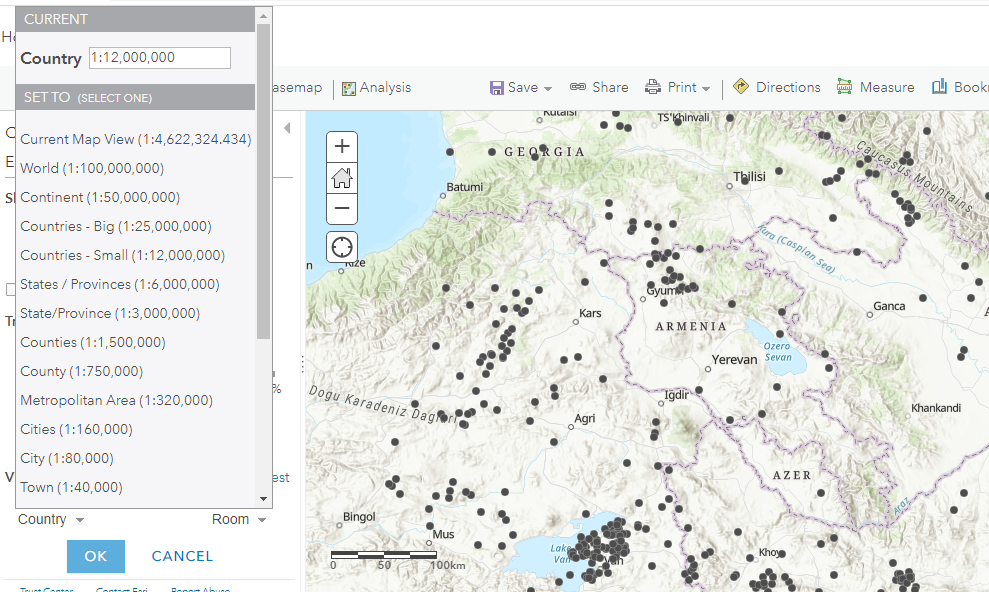 CURRENT
Country 1:12,000,000
SET TO (SELECT ONE)
Current Map View (1:4,622,324.434)
World (1:100,000,000)
Continent (1:50,000,000)
Countries - Big (1:25,000,000)
Countries - Small (1:12,000,000)
States / Provinces (1:6,000,000)
State/Province (1:3,000,000)
Counties (1:1,500,000)
County (1:750,000)
Metropolitan Area (1:320,000)
Cities (1:160,000)
City (1:80,000)
Town (1:40,000)
Country
Room
OK
CANCEL
Trust Center
Contact Esri
Report Abuse
asemap
Analysis
Save
Share
Print
Directions
Measure
Bookr
%
est
+
−
Kutaisi
TS'Khinvali
GEORGIA
Caucasus Mountains
Batumi
Tbilisi
Kura (Caspian Sea)
Rize
Gyumri
Ganca
Kars
ARMENIA
Ozero
Sevan
Yerevan
Dogu Karadeniz Daglari
Igdir
Khankandi
Agri
AZER
Araz
Bingol
Mus
Lake
Van
Van
Khoy
0 50 100km